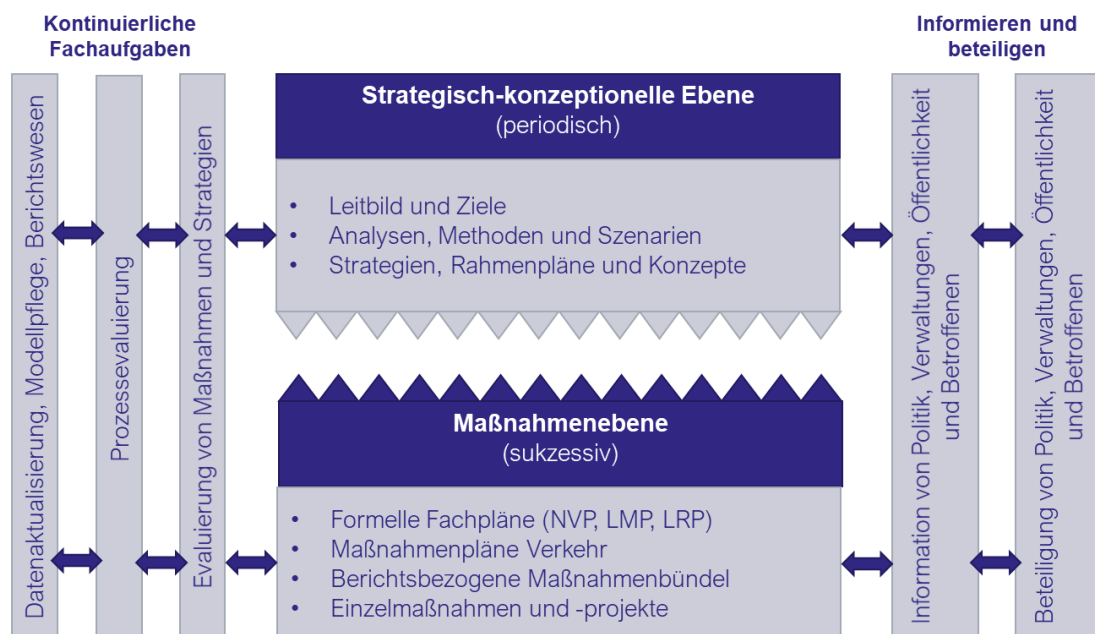 Kontinuierliche
Fachaufgaben
Informieren und
beteiligen
Datenaktualisierung, Modellpflege, Berichtswesen
Prozessevaluierung
Evaluierung von Maßnahmen und Strategien
Strategisch-konzeptionelle Ebene
(periodisch)
• Leitbild und Ziele
• Analysen, Methoden und Szenarien
• Strategien, Rahmenpläne und Konzepte
Maßnahmenebene
(sukzessiv)
• Formelle Fachpläne (NVP, LMP, LRP)
• Maßnahmenpläne Verkehr
• Berichtsbezogene Maßnahmenbündel
• Einzelmaßnahmen und -projekte
Information von Politik, Verwaltungen, Öffentlichkeit
und Betroffenen
Beteiligung von Politik, Verwaltungen, Öffentlichkeit
und Betroffenen